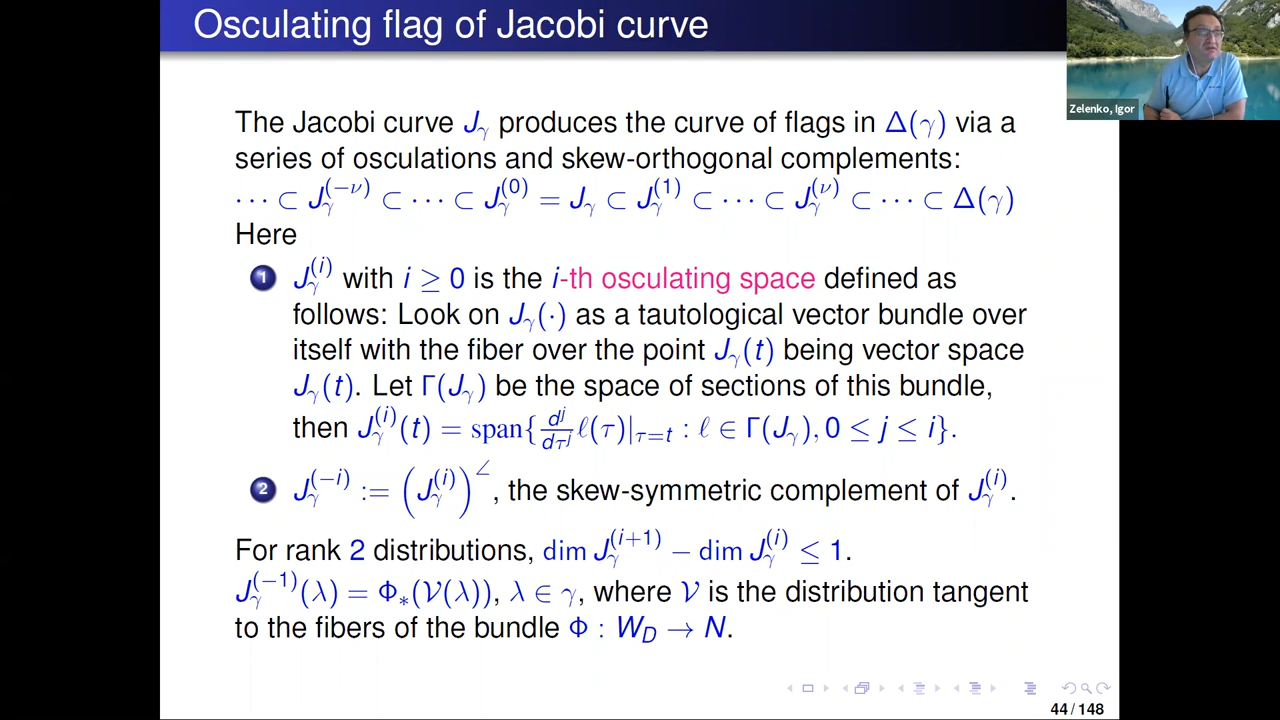 Osculating flag of Jacobi curve
Zelenko, Igor
The Jacobi curve J_γ produces the curve of flags in Δ(γ) via a
series of osculations and skew-orthogonal complements:
⋯ ⊂ J_γ^(−ν) ⊂ ⋯ ⊂ J_γ^(0) = J_γ ⊂ J_γ^(1) ⊂ ⋯ ⊂ J_γ^(ν) ⊂ ⋯ ⊂ Δ(γ)
Here
1 J_γ^(i) with i ≥ 0 is the i-th osculating space defined as
follows: Look on J_γ(·) as a tautological vector bundle over
itself with the fiber over the point J_γ(t) being vector space
J_γ(t). Let Γ(J_γ) be the space of sections of this bundle,
then J_γ^(i)(t) = span{d^j/dτ^j ℓ(τ)|_{τ=t} : ℓ ∈ Γ(J_γ), 0 ≤ j ≤ i}.
2 J_γ^(−i) := (J_γ^(i))^∠, the skew-symmetric complement of J_γ^(i).
For rank 2 distributions, dim J_γ^(i+1) − dim J_γ^(i) ≤ 1.
J_γ^(−1)(λ) = Φ_*(𝒱(λ)), λ ∈ γ, where 𝒱 is the distribution tangent
to the fibers of the bundle Φ : W_D → N.
44 / 148